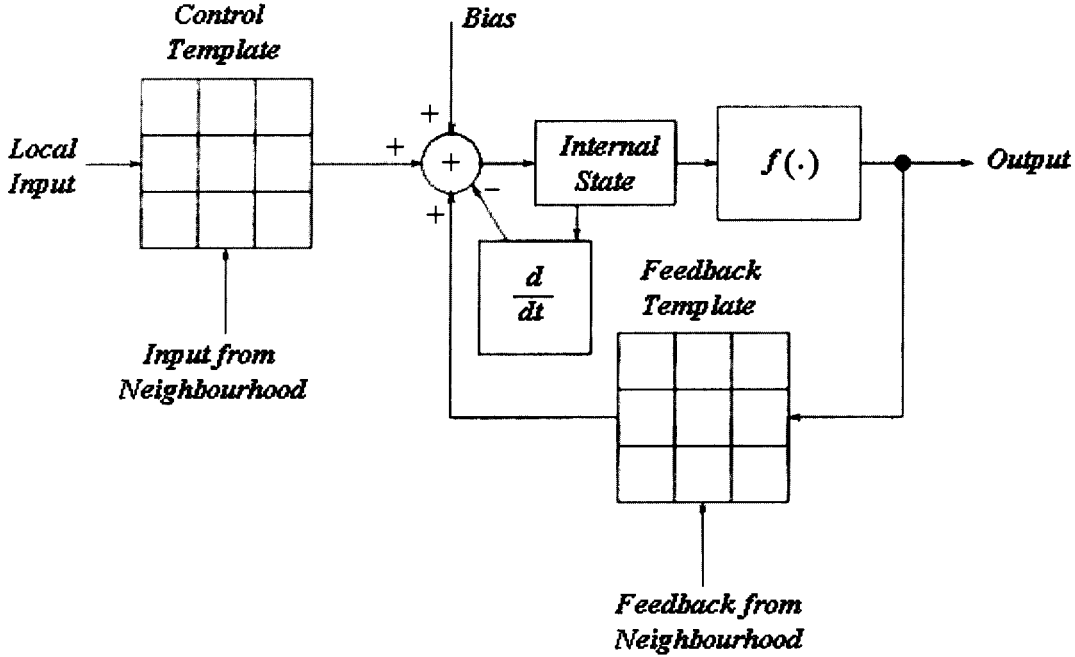 Control
Template
Bias
Local
Input
+
+
+
−
+
Internal
State
f(.)
Output
d
dt
Feedback
Template
Input from
Neighbourhood
Feedback from
Neighbourhood